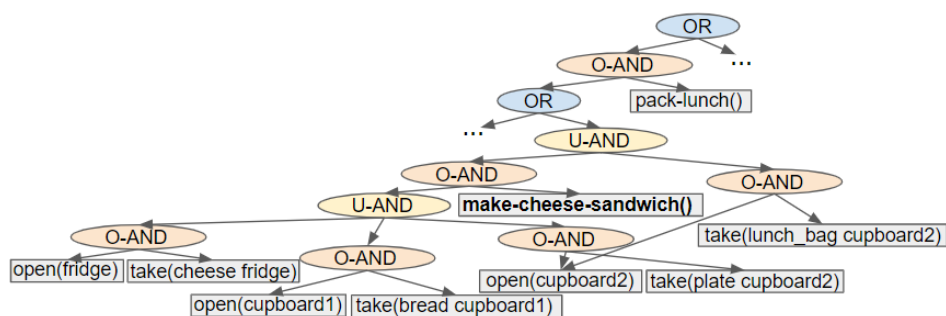 OR
O-AND
...
OR
pack-lunch()
...
U-AND
O-AND
O-AND
U-AND
make-cheese-sandwich()
O-AND
O-AND
take(lunch_bag cupboard2)
O-AND
open(fridge)
take(cheese fridge)
open(cupboard2)
take(plate cupboard2)
open(cupboard1)
take(bread cupboard1)